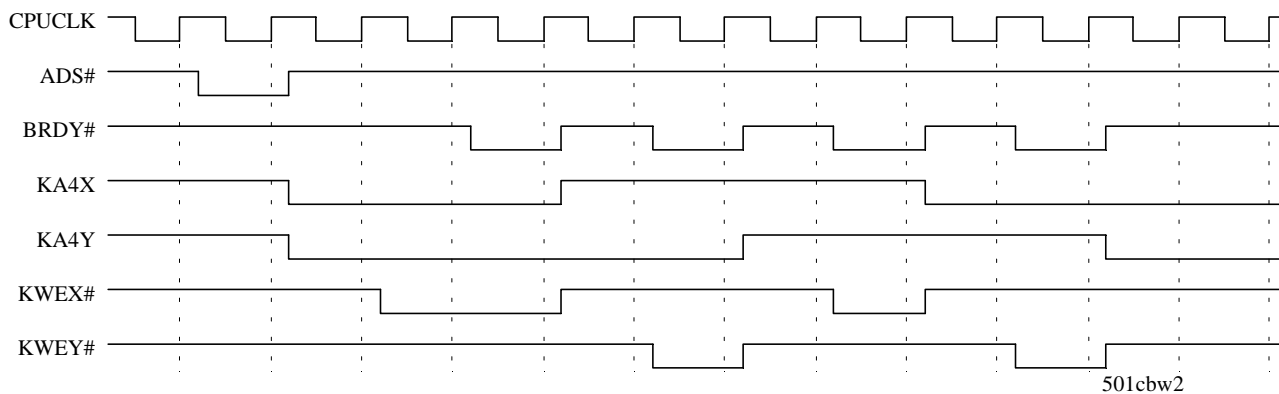 CPUCLK
ADS#
BRDY#
KA4X
KA4Y
KWEX#
KWEY#
501cbw2